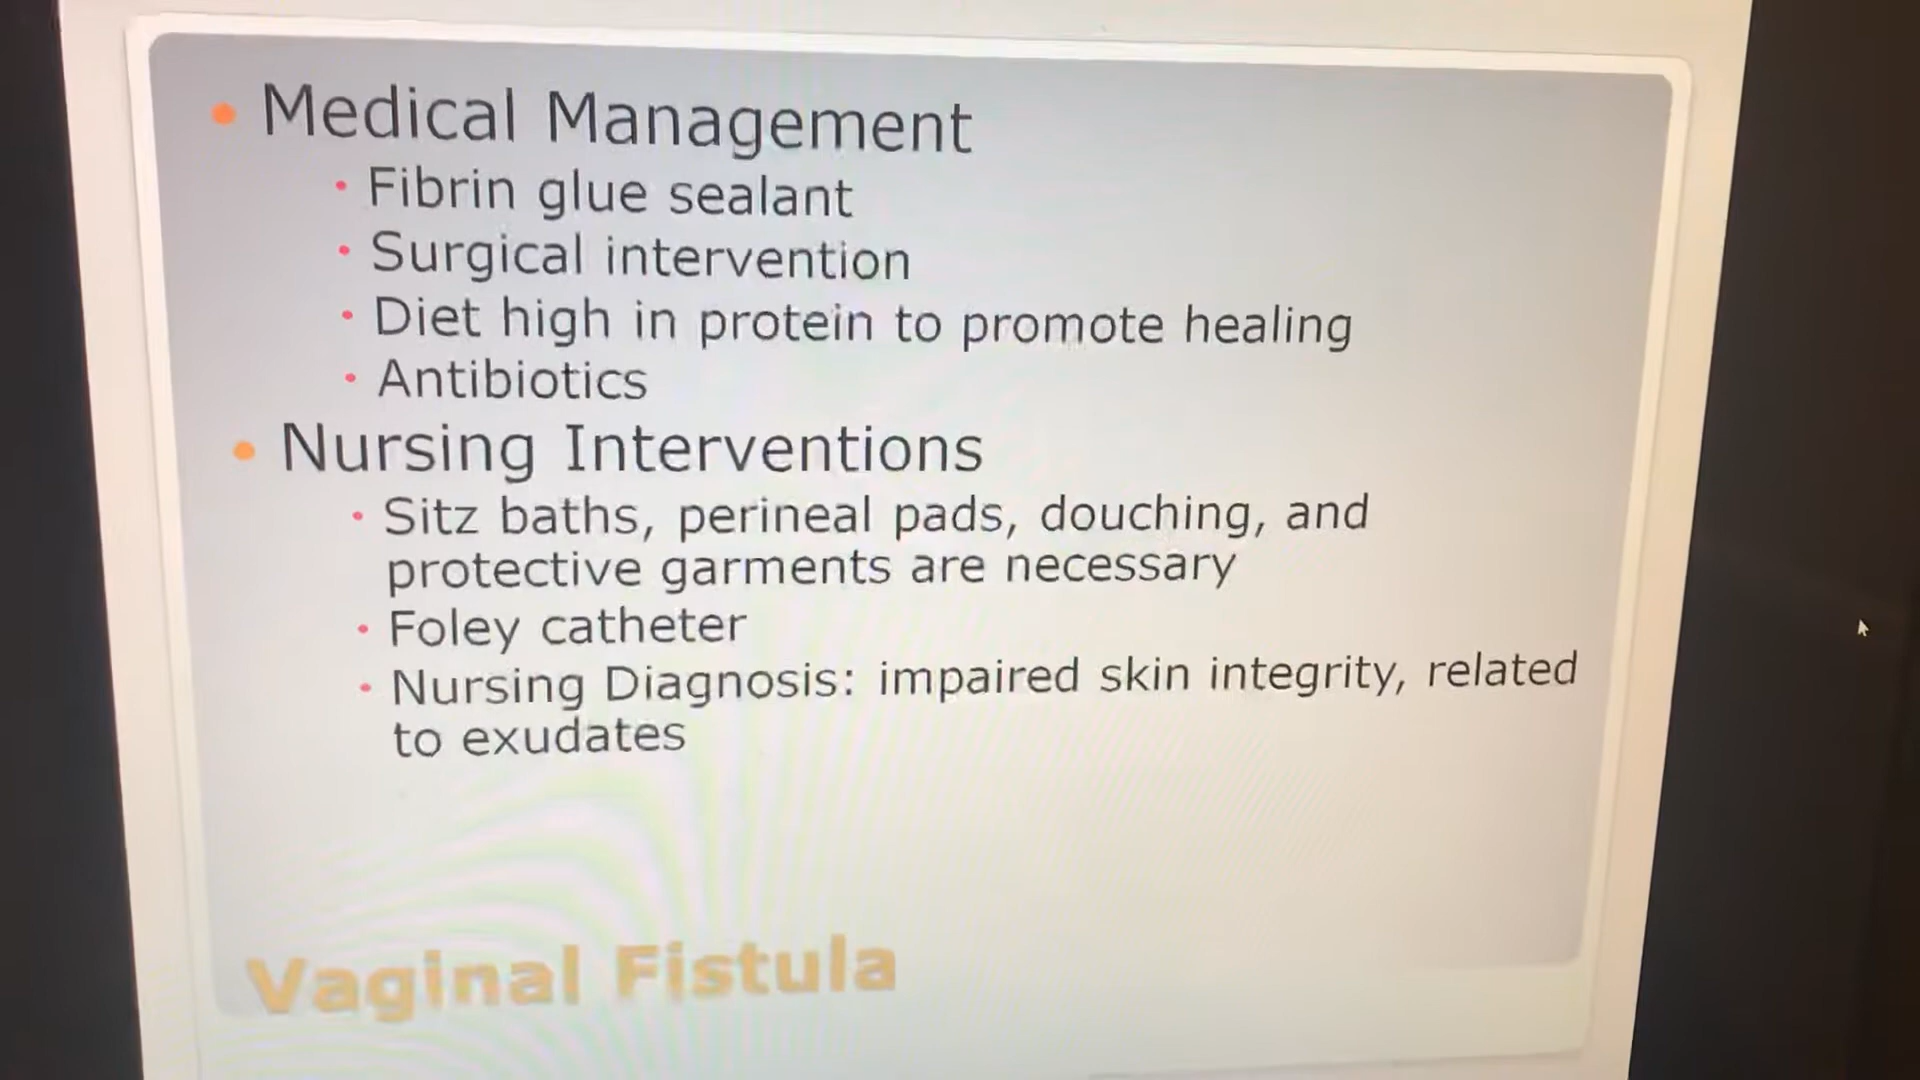 Medical Management
Fibrin glue sealant
Surgical intervention
Diet high in protein to promote healing
Antibiotics
Nursing Interventions
Sitz baths, perineal pads, douching, and
protective garments are necessary
Foley catheter
Nursing Diagnosis: impaired skin integrity, related
to exudates
Vaginal Fistula